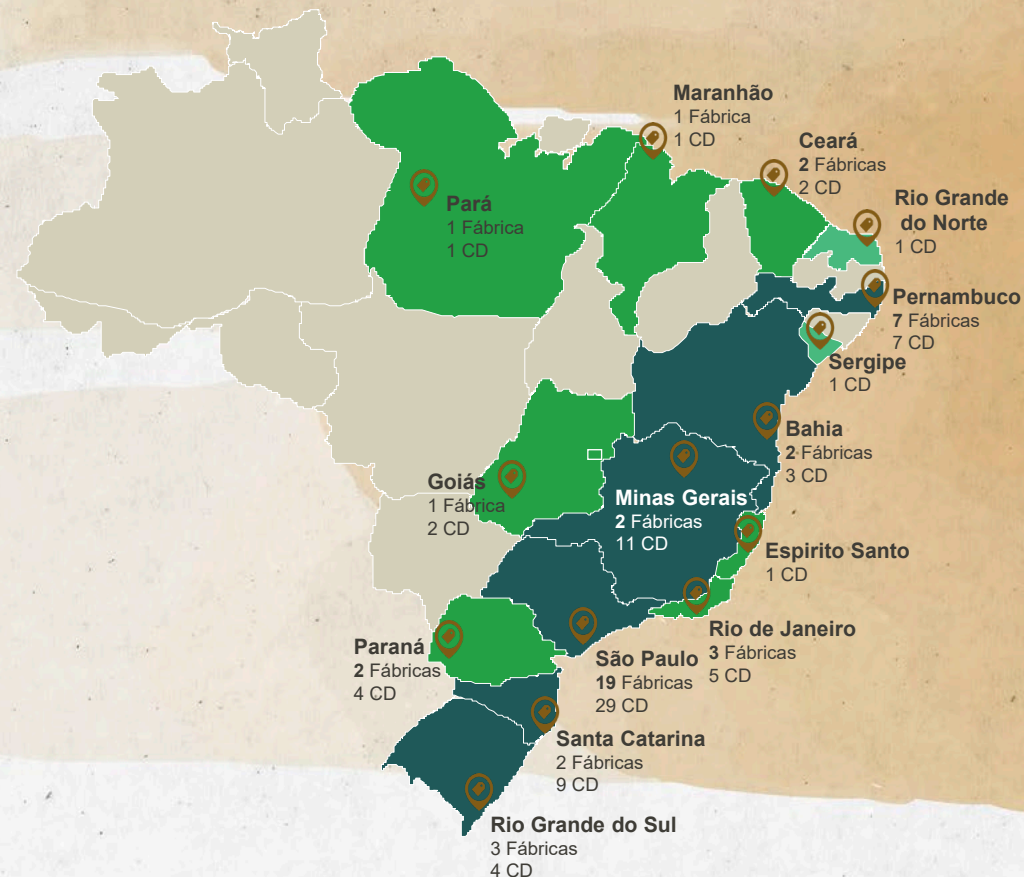 Maranhão
1 Fábrica
1 CD
Ceará
2 Fábricas
2 CD
Rio Grande
do Norte
1 CD
Pará
1 Fábrica
1 CD
Pernambuco
7 Fábricas
7 CD
Sergipe
1 CD
Bahia
2 Fábricas
3 CD
Goiás
1 Fábrica
2 CD
Minas Gerais
2 Fábricas
11 CD
Espirito Santo
1 CD
Rio de Janeiro
3 Fábricas
5 CD
Paraná
2 Fábricas
4 CD
São Paulo
19 Fábricas
29 CD
Santa Catarina
2 Fábricas
9 CD
Rio Grande do Sul
3 Fábricas
4 CD